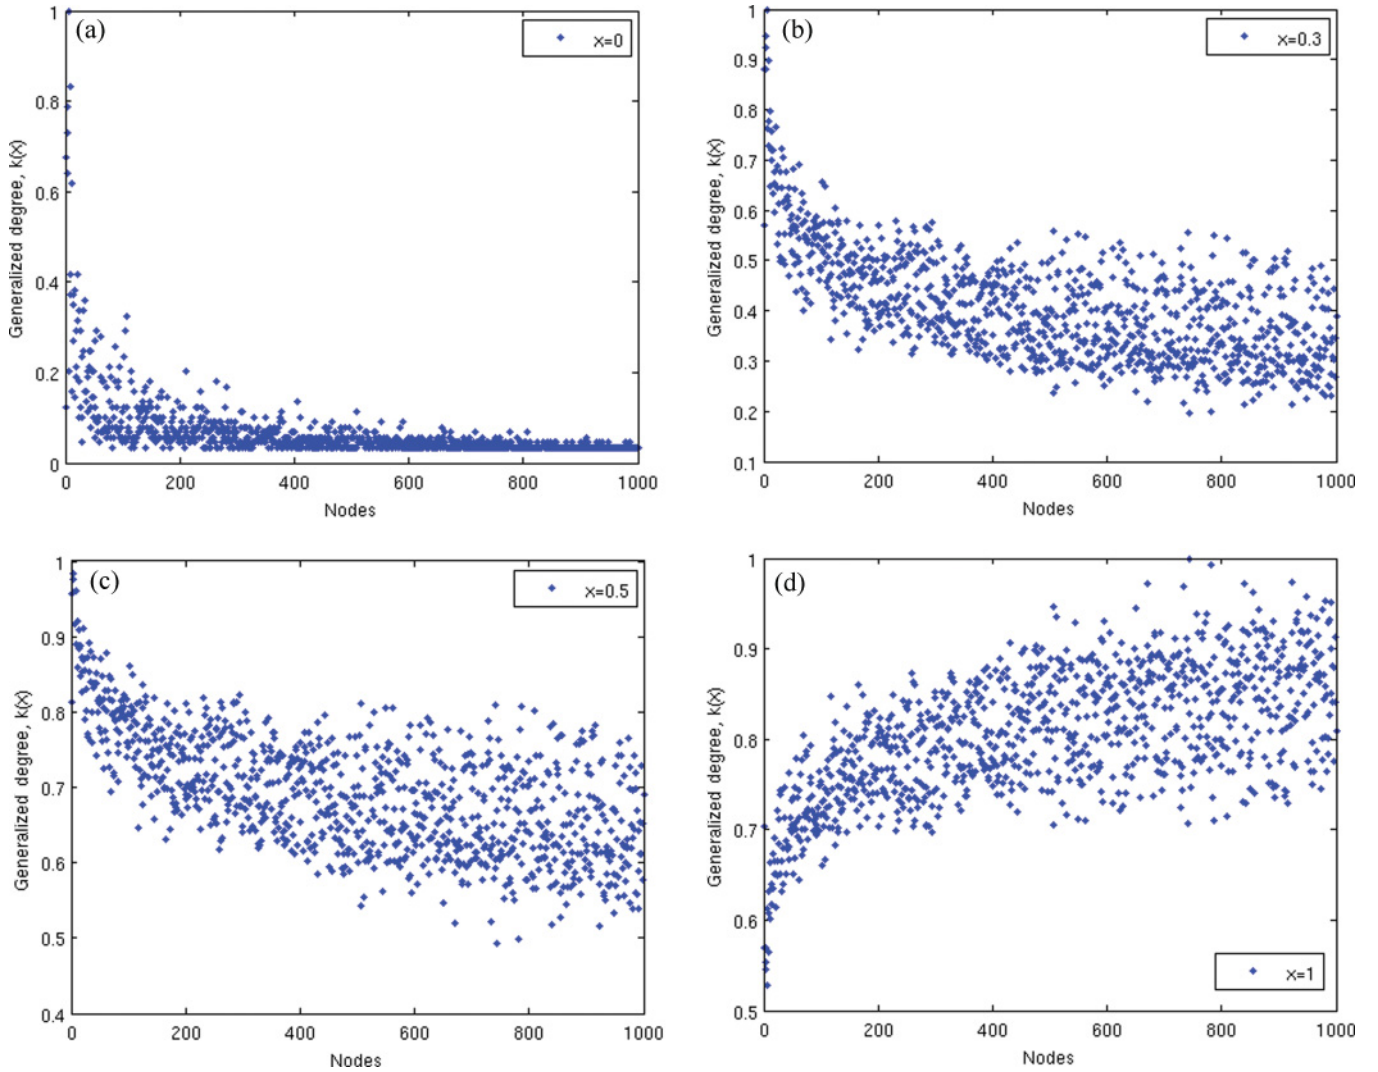 (a)
x=0
1
0.8
0.6
0.4
0.2
0
Generalized degree, k(x)
0 200 400 600 800 1000
Nodes
(b)
x=0.3
1
0.9
0.8
0.7
0.6
0.5
0.4
0.3
0.2
0.1
Generalized degree, k(x)
0 200 400 600 800 1000
Nodes
(c)
x=0.5
1
0.9
0.8
0.7
0.6
0.5
0.4
Generalized degree, k(x)
0 200 400 600 800 1000
Nodes
(d)
1
0.9
0.8
0.7
0.6
0.5
Generalized degree, k(x)
x=1
0 200 400 600 800 1000
Nodes